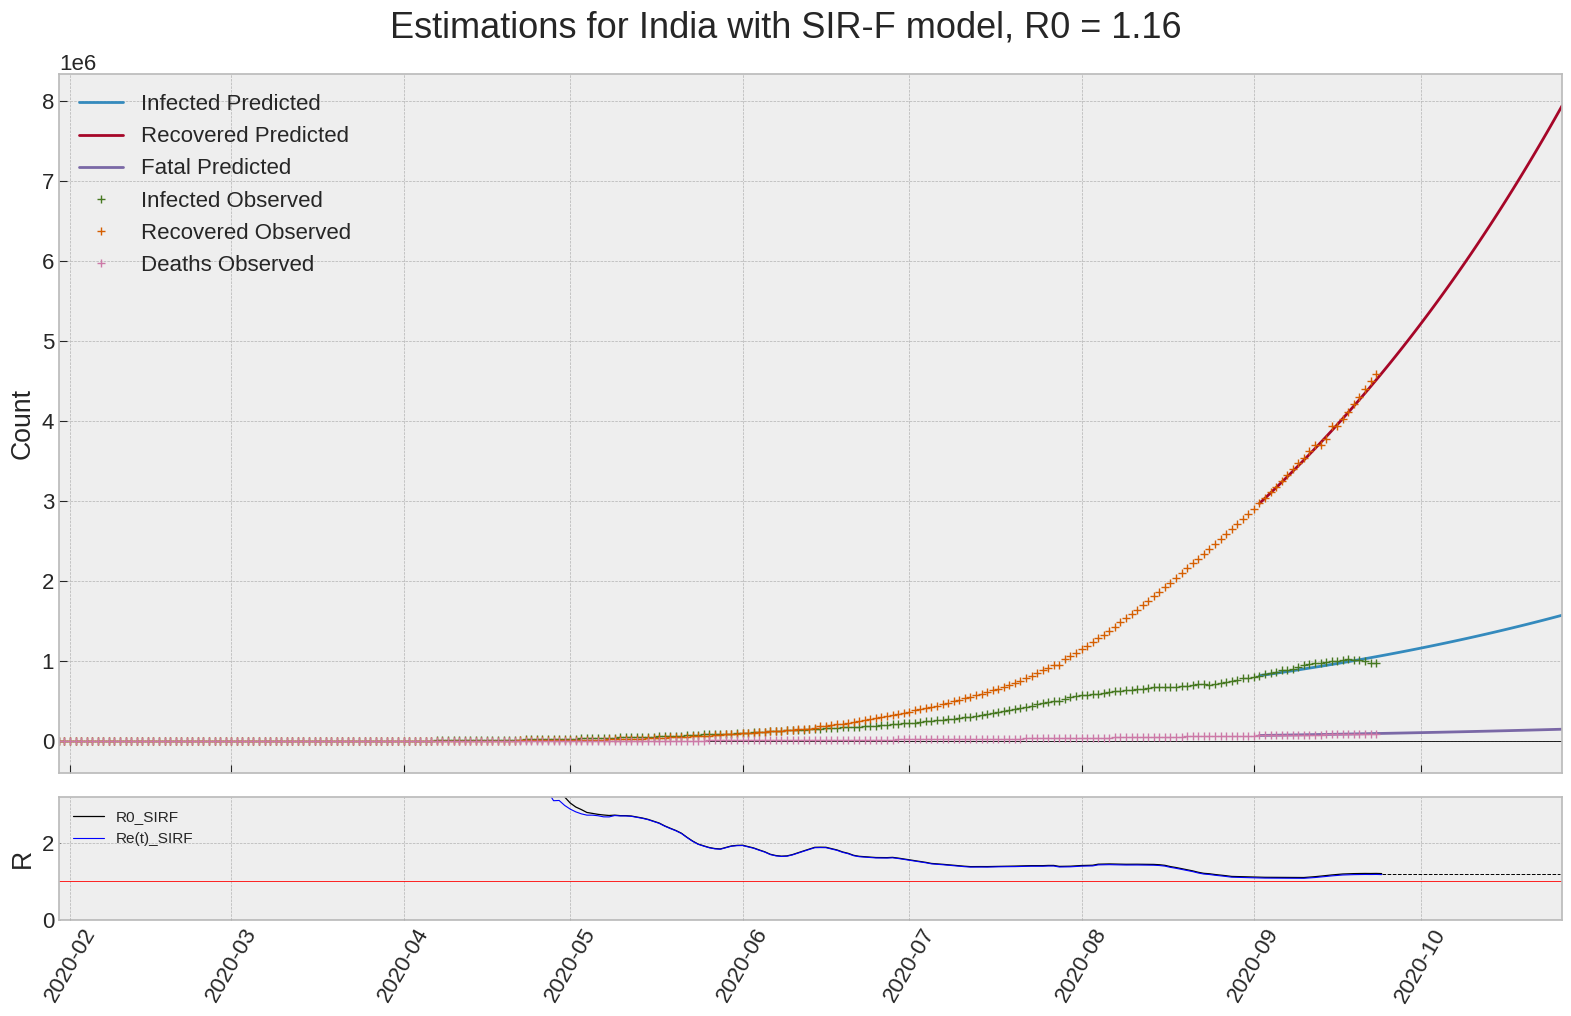 Estimations for India with SIR-F model, R0 = 1.16
1e6
8
7
6
5
4
3
2
1
0
Count
Infected Predicted
Recovered Predicted
Fatal Predicted
Infected Observed
Recovered Observed
Deaths Observed
R0_SIRF
Re(t)_SIRF
2
0
R
2020-02
2020-03
2020-04
2020-05
2020-06
2020-07
2020-08
2020-09
2020-10